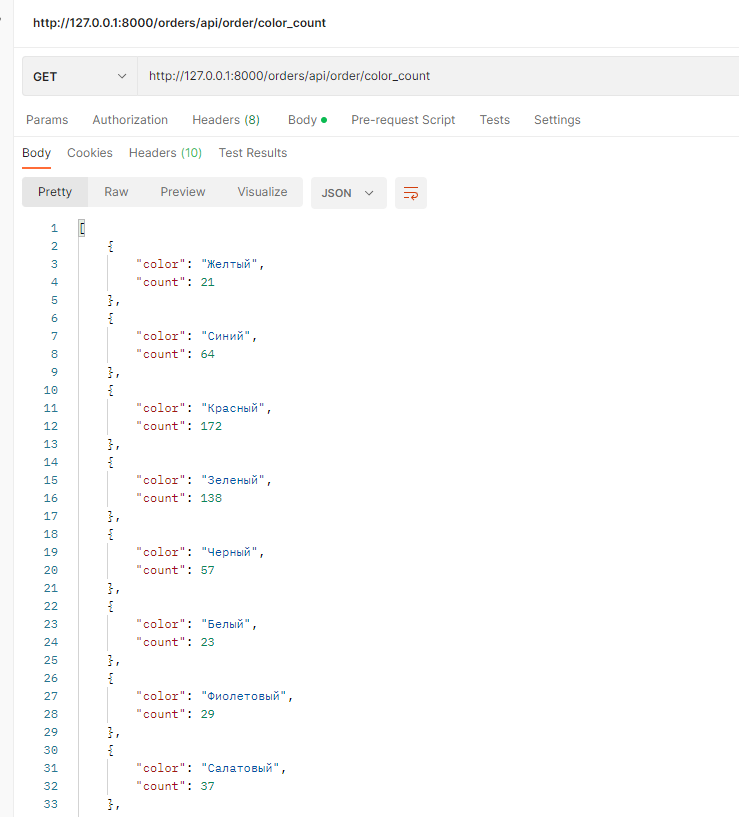 http://127.0.0.1:8000/orders/api/order/color_count
GET http://127.0.0.1:8000/orders/api/order/color_count
Params Authorization Headers (8) Body Pre-request Script Tests Settings
Body Cookies Headers (10) Test Results
Pretty Raw Preview Visualize JSON
1 [
2 {
3 "color": "Желтый",
4 "count": 21
5 },
6 {
7 "color": "Синий",
8 "count": 64
9 },
10 {
11 "color": "Красный",
12 "count": 172
13 },
14 {
15 "color": "Зеленый",
16 "count": 138
17 },
18 {
19 "color": "Черный",
20 "count": 57
21 },
22 {
23 "color": "Белый",
24 "count": 23
25 },
26 {
27 "color": "Фиолетовый",
28 "count": 29
29 },
30 {
31 "color": "Салатовый",
32 "count": 37
33 },